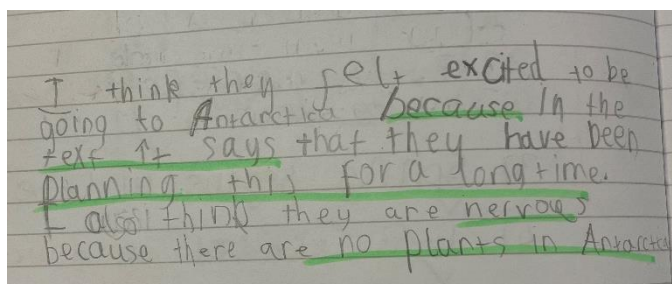 I think they felt excited to be
going to Antarctica because In the
text It says that they have been
planning this for a long time.
I also think they are nervous
because there are no plants in Antarctica